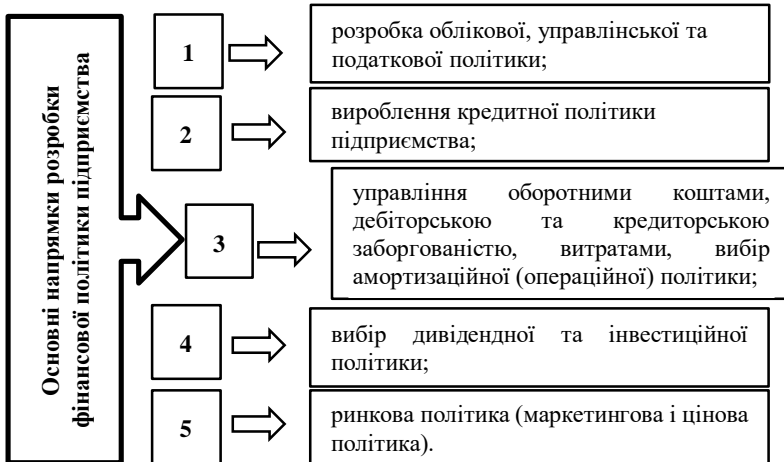 Основні напрямки розробки
фінансової політики підприємства
1
розробка облікової, управлінської та
податкової політики;
2
вироблення кредитної політики
підприємства;
3
управління оборотними коштами,
дебіторською та кредиторською
заборгованістю, витратами, вибір
амортизаційної (операційної) політики;
4
вибір дивідендної та інвестиційної
політики;
5
ринкова політика (маркетингова і цінова
політика).